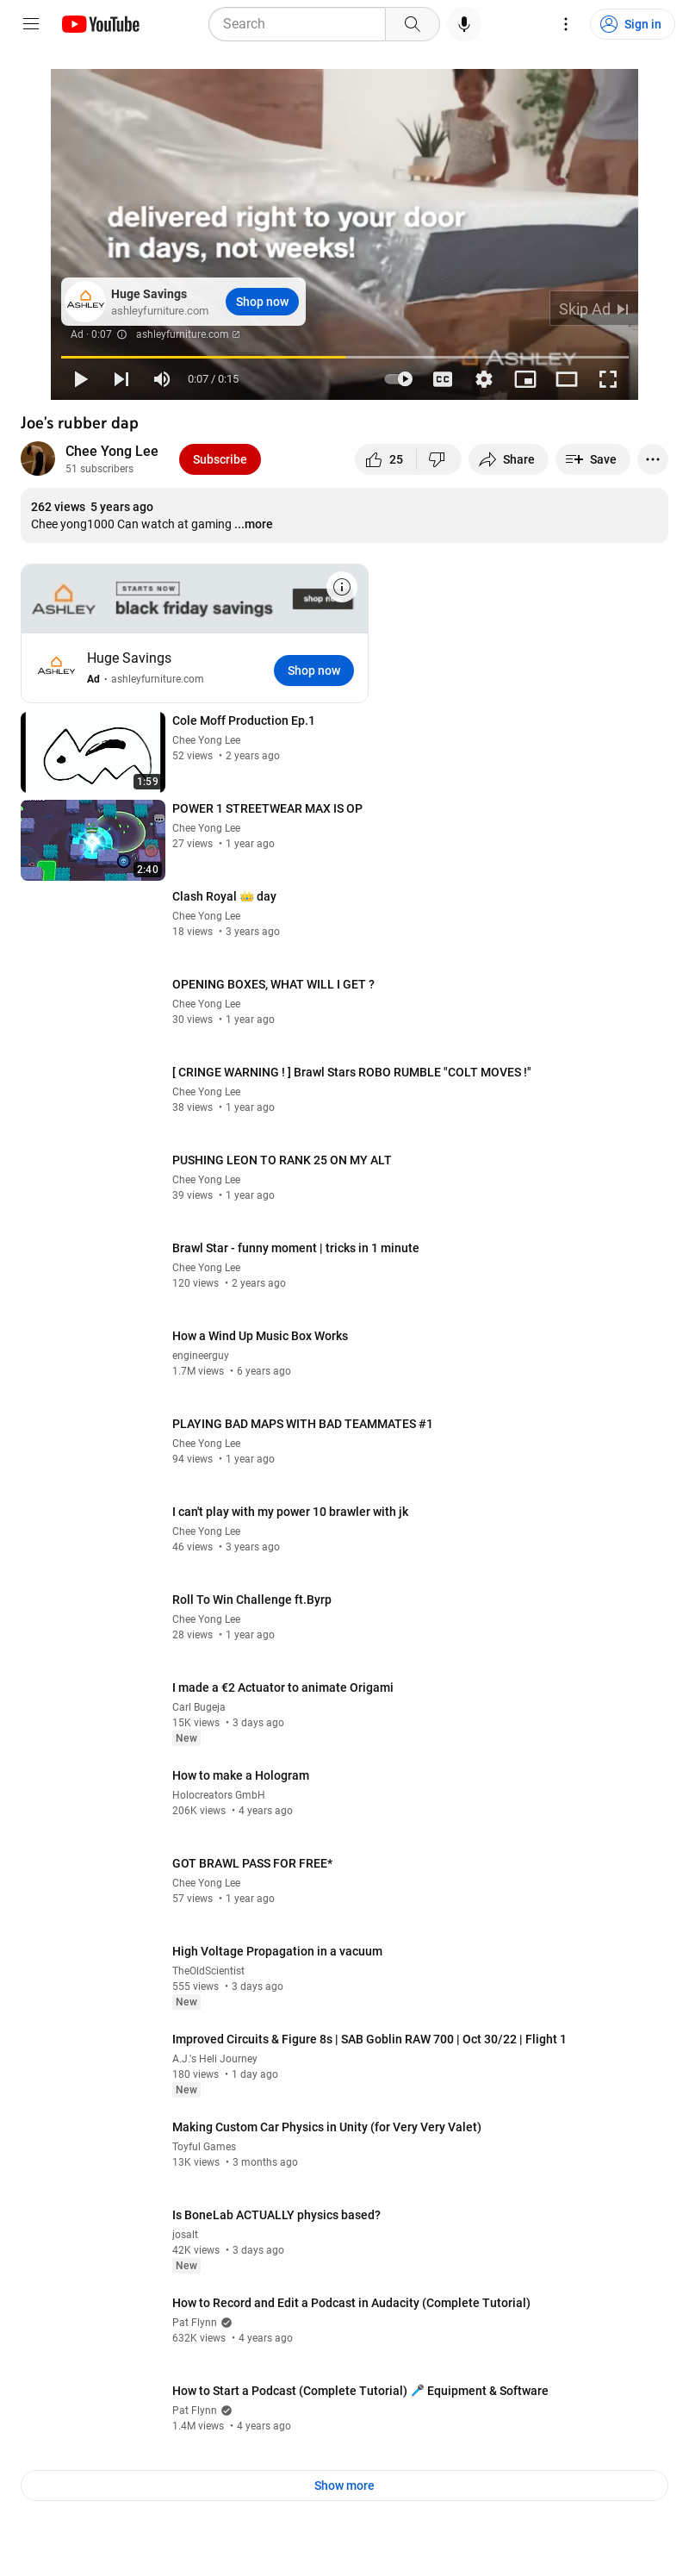 YouTube
Search
Sign in
delivered right to your door
in days, not weeks!
ASHLEY
Huge Savings
ashleyfurniture.com
Shop now
Skip Ad
Ad · 0:07
ashleyfurniture.com
ASHLEY
0:07 / 0:15
CC
Joe's rubber dap
Chee Yong Lee
51 subscribers
Subscribe
25
Share
Save
262 views 5 years ago
Chee yong1000 Can watch at gaming ...more
ASHLEY
STARTS NOW
black friday savings
shop now
ASHLEY
Huge Savings
Ad • ashleyfurniture.com
Shop now
1:59
Cole Moff Production Ep.1
Chee Yong Lee
52 views • 2 years ago
2:40
POWER 1 STREETWEAR MAX IS OP
Chee Yong Lee
27 views • 1 year ago
Clash Royal 👑 day
Chee Yong Lee
18 views • 3 years ago
OPENING BOXES, WHAT WILL I GET ?
Chee Yong Lee
30 views • 1 year ago
[ CRINGE WARNING ! ] Brawl Stars ROBO RUMBLE "COLT MOVES !"
Chee Yong Lee
38 views • 1 year ago
PUSHING LEON TO RANK 25 ON MY ALT
Chee Yong Lee
39 views • 1 year ago
Brawl Star - funny moment | tricks in 1 minute
Chee Yong Lee
120 views • 2 years ago
How a Wind Up Music Box Works
engineerguy
1.7M views • 6 years ago
PLAYING BAD MAPS WITH BAD TEAMMATES #1
Chee Yong Lee
94 views • 1 year ago
I can't play with my power 10 brawler with jk
Chee Yong Lee
46 views • 3 years ago
Roll To Win Challenge ft.Byrp
Chee Yong Lee
28 views • 1 year ago
I made a €2 Actuator to animate Origami
Carl Bugeja
15K views • 3 days ago
New
How to make a Hologram
Holocreators GmbH
206K views • 4 years ago
GOT BRAWL PASS FOR FREE*
Chee Yong Lee
57 views • 1 year ago
High Voltage Propagation in a vacuum
TheOldScientist
555 views • 3 days ago
New
Improved Circuits & Figure 8s | SAB Goblin RAW 700 | Oct 30/22 | Flight 1
A.J.'s Heli Journey
180 views • 1 day ago
New
Making Custom Car Physics in Unity (for Very Very Valet)
Toyful Games
13K views • 3 months ago
Is BoneLab ACTUALLY physics based?
josalt
42K views • 3 days ago
New
How to Record and Edit a Podcast in Audacity (Complete Tutorial)
Pat Flynn
632K views • 4 years ago
How to Start a Podcast (Complete Tutorial) 🎤 Equipment & Software
Pat Flynn
1.4M views • 4 years ago
Show more